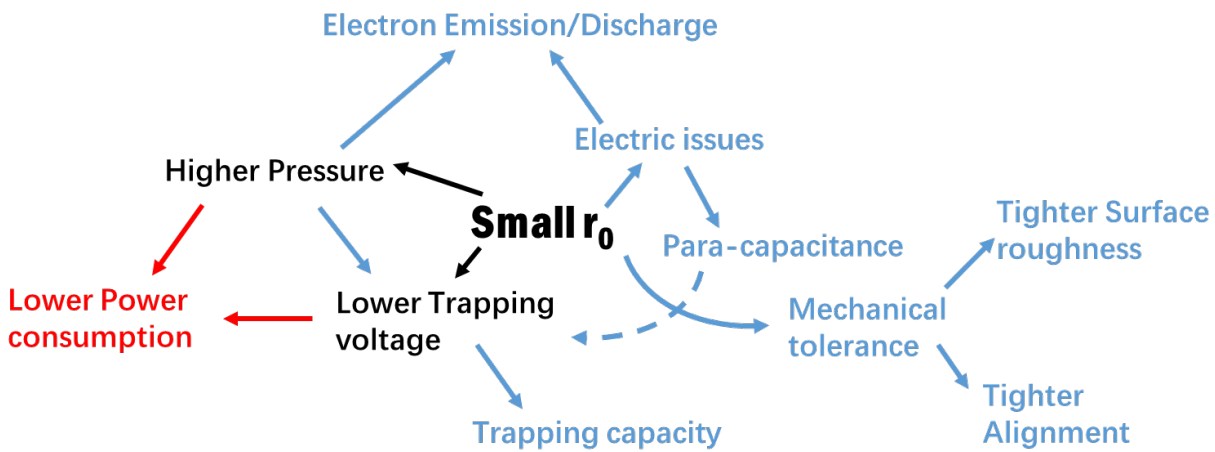 Electron Emission/Discharge
Electric issues
Higher Pressure
Small r₀
Tighter Surface
roughness
Para-capacitance
Lower Power
consumption
Lower Trapping
voltage
Mechanical
tolerance
Tighter
Alignment
Trapping capacity